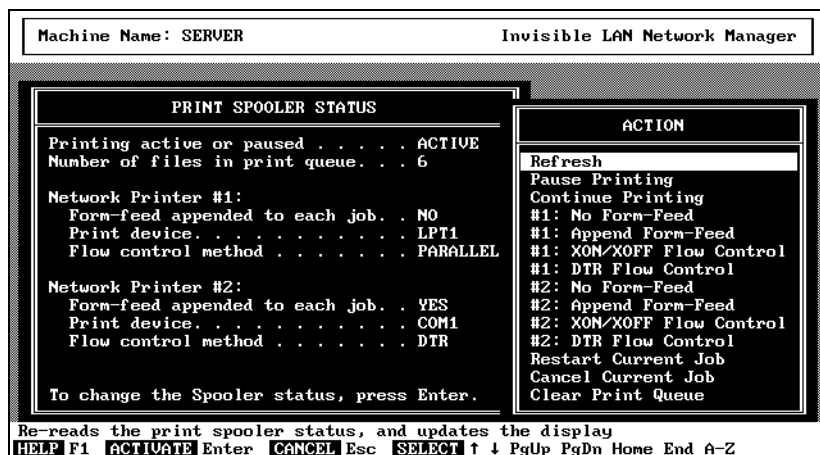 Machine Name: SERVER
Invisible LAN Network Manager
PRINT SPOOLER STATUS
Printing active or paused . . . . . ACTIVE
Number of files in print queue. . . 6
Network Printer #1:
Form-feed appended to each job. . NO
Print device. . . . . . . . . . . LPT1
Flow control method . . . . . . . PARALLEL
Network Printer #2:
Form-feed appended to each job. . YES
Print device. . . . . . . . . . . COM1
Flow control method . . . . . . . DTR
To change the Spooler status, press Enter.
ACTION
Refresh
Pause Printing
Continue Printing
#1: No Form-Feed
#1: Append Form-Feed
#1: XON/XOFF Flow Control
#1: DTR Flow Control
#2: No Form-Feed
#2: Append Form-Feed
#2: XON/XOFF Flow Control
#2: DTR Flow Control
Restart Current Job
Cancel Current Job
Clear Print Queue
Re-reads the print spooler status, and updates the display
HELP F1 ACTIVATE Enter CANCEL Esc SELECT ↑ ↓ PgUp PgDn Home End A-Z